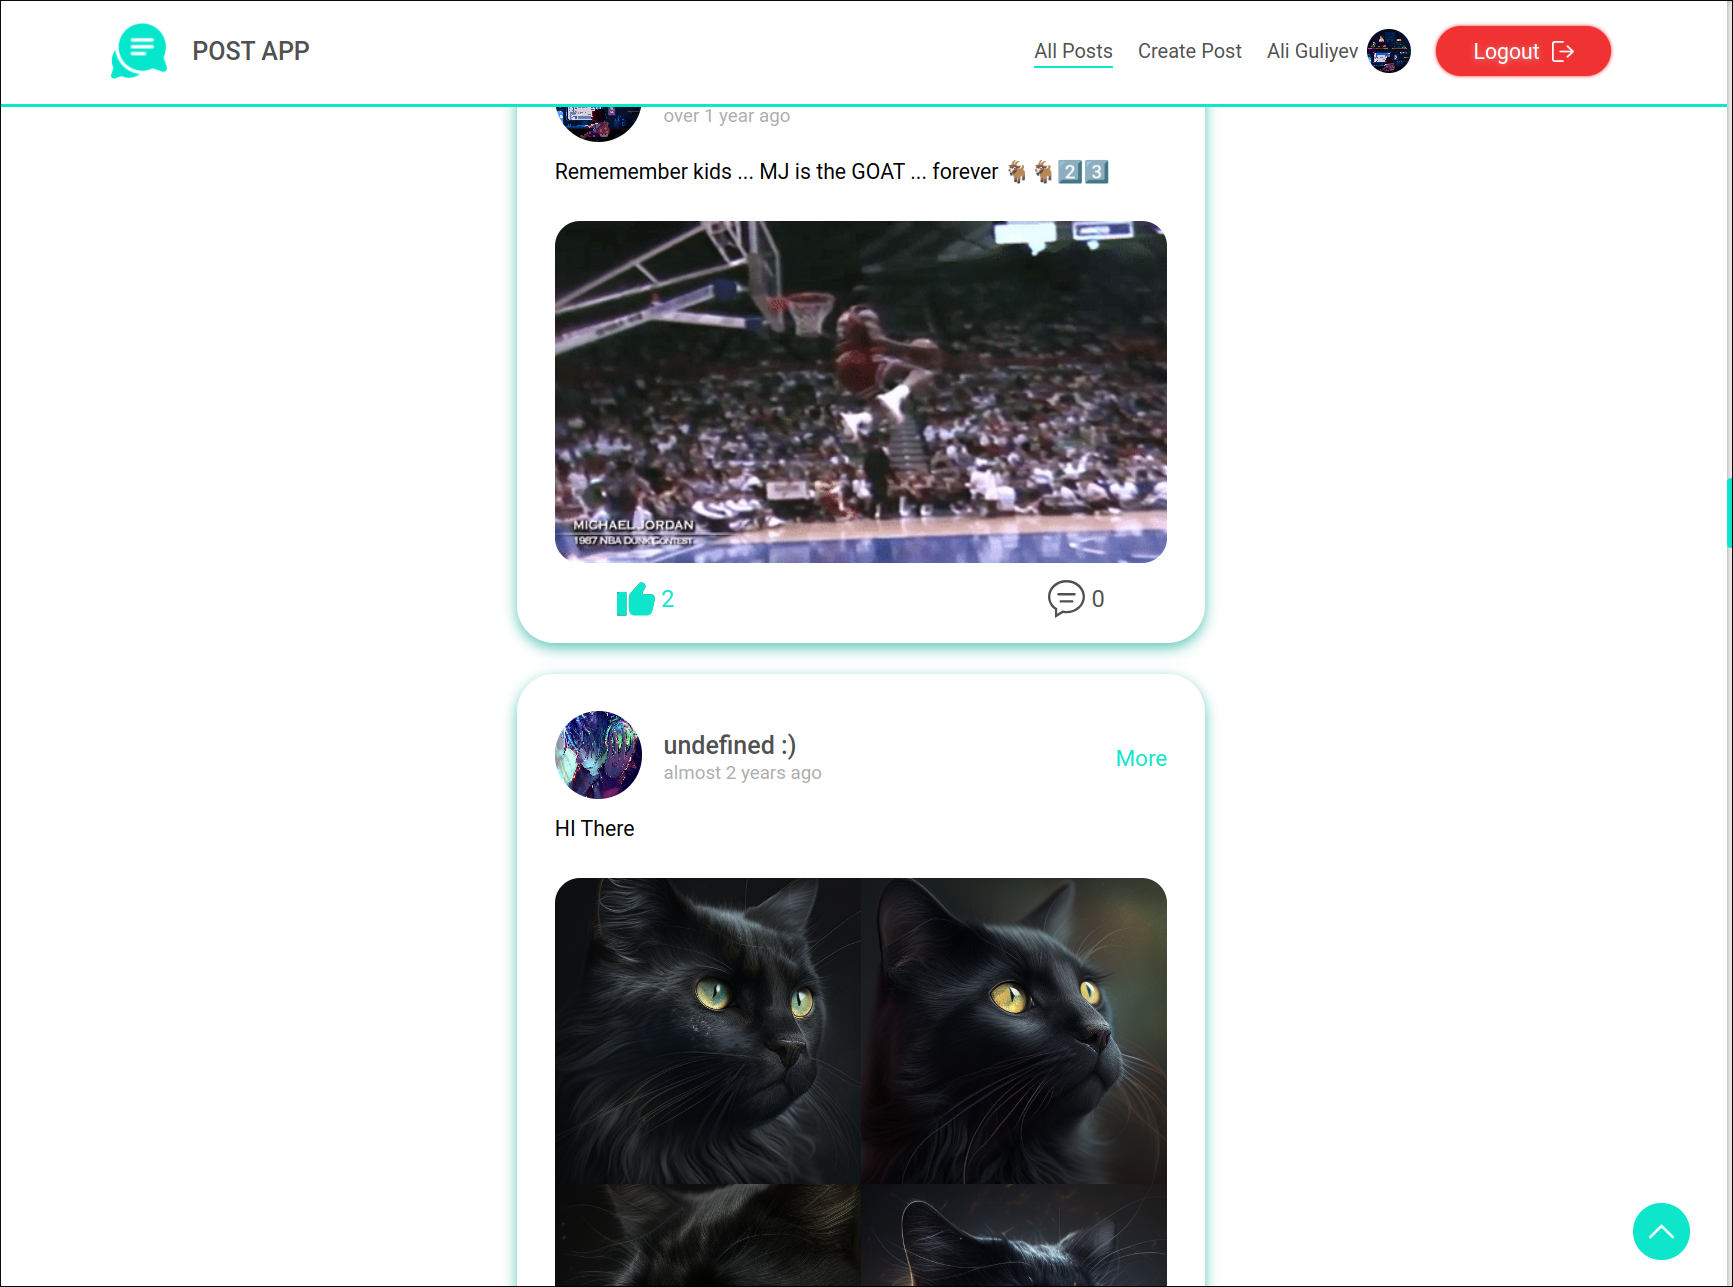 POST APP
All Posts
Create Post
Ali Guliyev
Logout
over 1 year ago
Rememember kids ... MJ is the GOAT ... forever 🐐🐐2️⃣3️⃣
MICHAEL JORDAN
1987 NBA DUNK CONTEST
2
0
undefined :)
almost 2 years ago
More
HI There